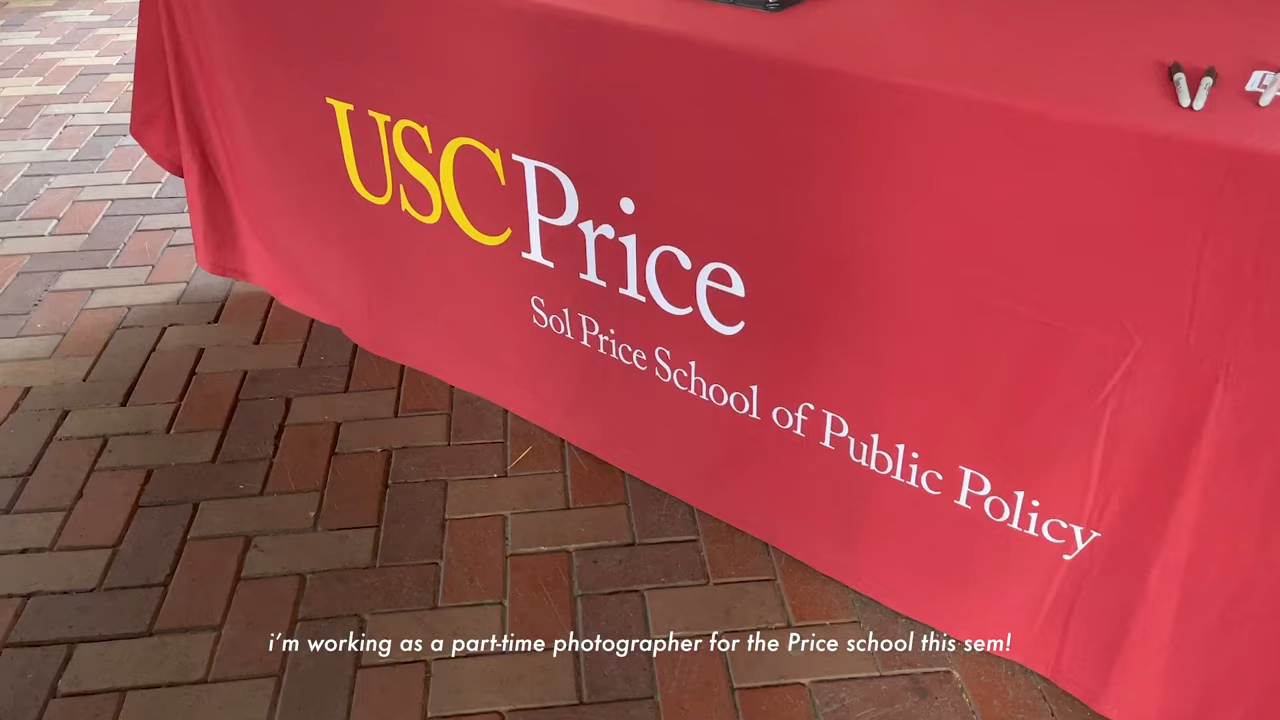 USC Price
Sol Price School of Public Policy
i'm working as a part-time photographer for the Price school this sem!